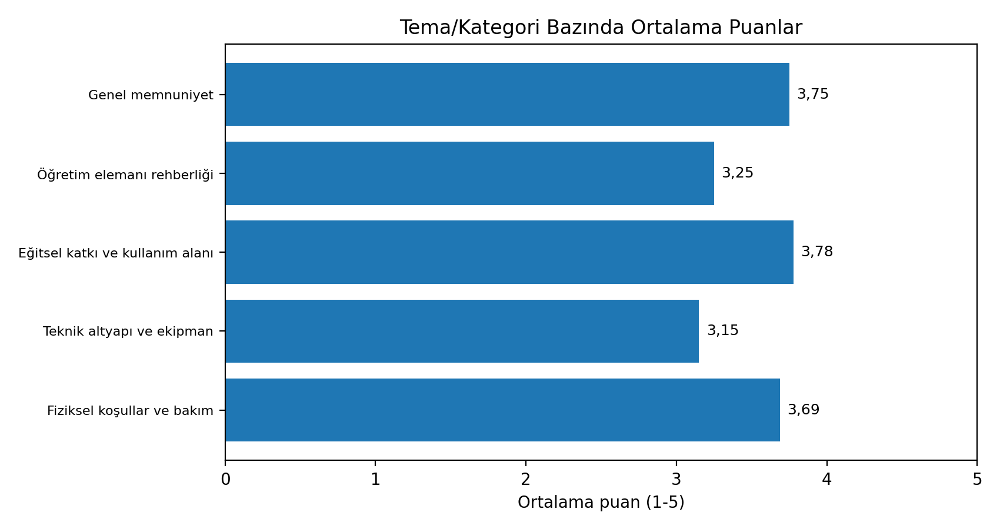 Tema/Kategori Bazında Ortalama Puanlar
Genel memnuniyet 3,75
Öğretim elemanı rehberliği 3,25
Eğitsel katkı ve kullanım alanı 3,78
Teknik altyapı ve ekipman 3,15
Fiziksel koşullar ve bakım 3,69
0 1 2 3 4 5
Ortalama puan (1-5)